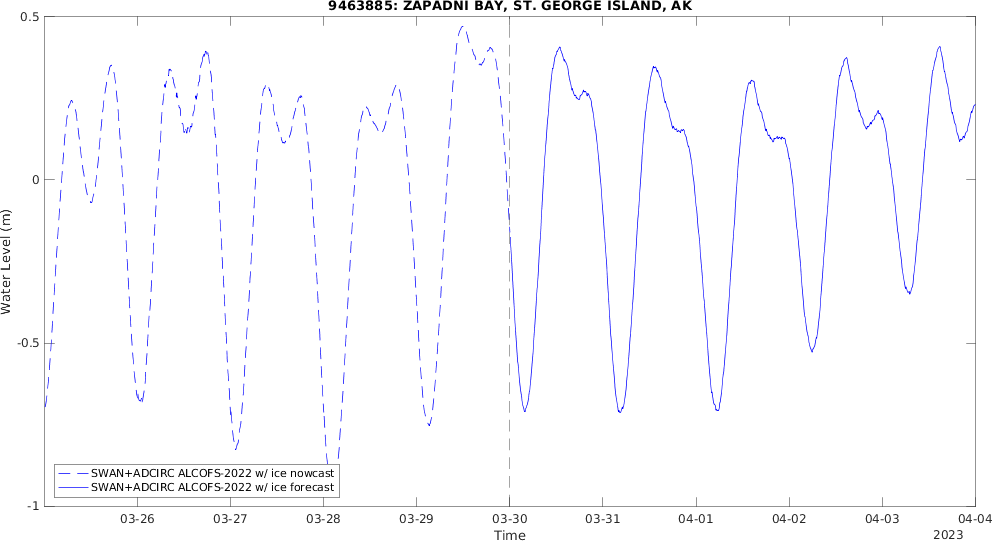 9463885: ZAPADNI BAY, ST. GEORGE ISLAND, AK
0.5
0
-0.5
-1
Water Level (m)
SWAN+ADCIRC ALCOFS-2022 w/ ice nowcast
SWAN+ADCIRC ALCOFS-2022 w/ ice forecast
03-26 03-27 03-28 03-29 03-30 03-31 04-01 04-02 04-03 04-04
Time
2023